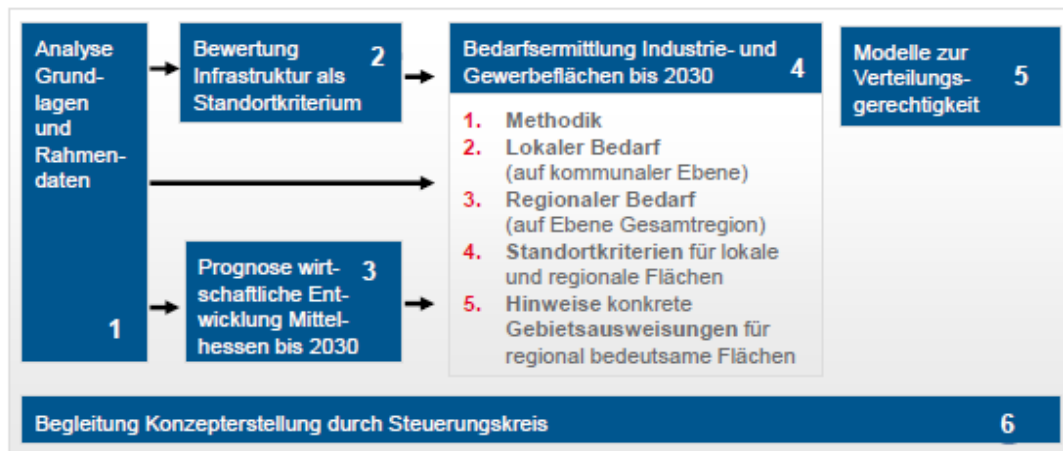 Analyse
Grund-
lagen
und
Rahmen-
daten
1
Bewertung
Infrastruktur als
Standortkriterium
2
Prognose wirt-
schaftliche Ent-
wicklung Mittel-
hessen bis 2030
3
Bedarfsermittlung Industrie- und
Gewerbeflächen bis 2030
4
1. Methodik
2. Lokaler Bedarf
(auf kommunaler Ebene)
3. Regionaler Bedarf
(auf Ebene Gesamtregion)
4. Standortkriterien für lokale
und regionale Flächen
5. Hinweise konkrete
Gebietsausweisungen für
regional bedeutsame Flächen
Modelle zur
Verteilungs-
gerechtigkeit
5
Begleitung Konzepterstellung durch Steuerungskreis
6